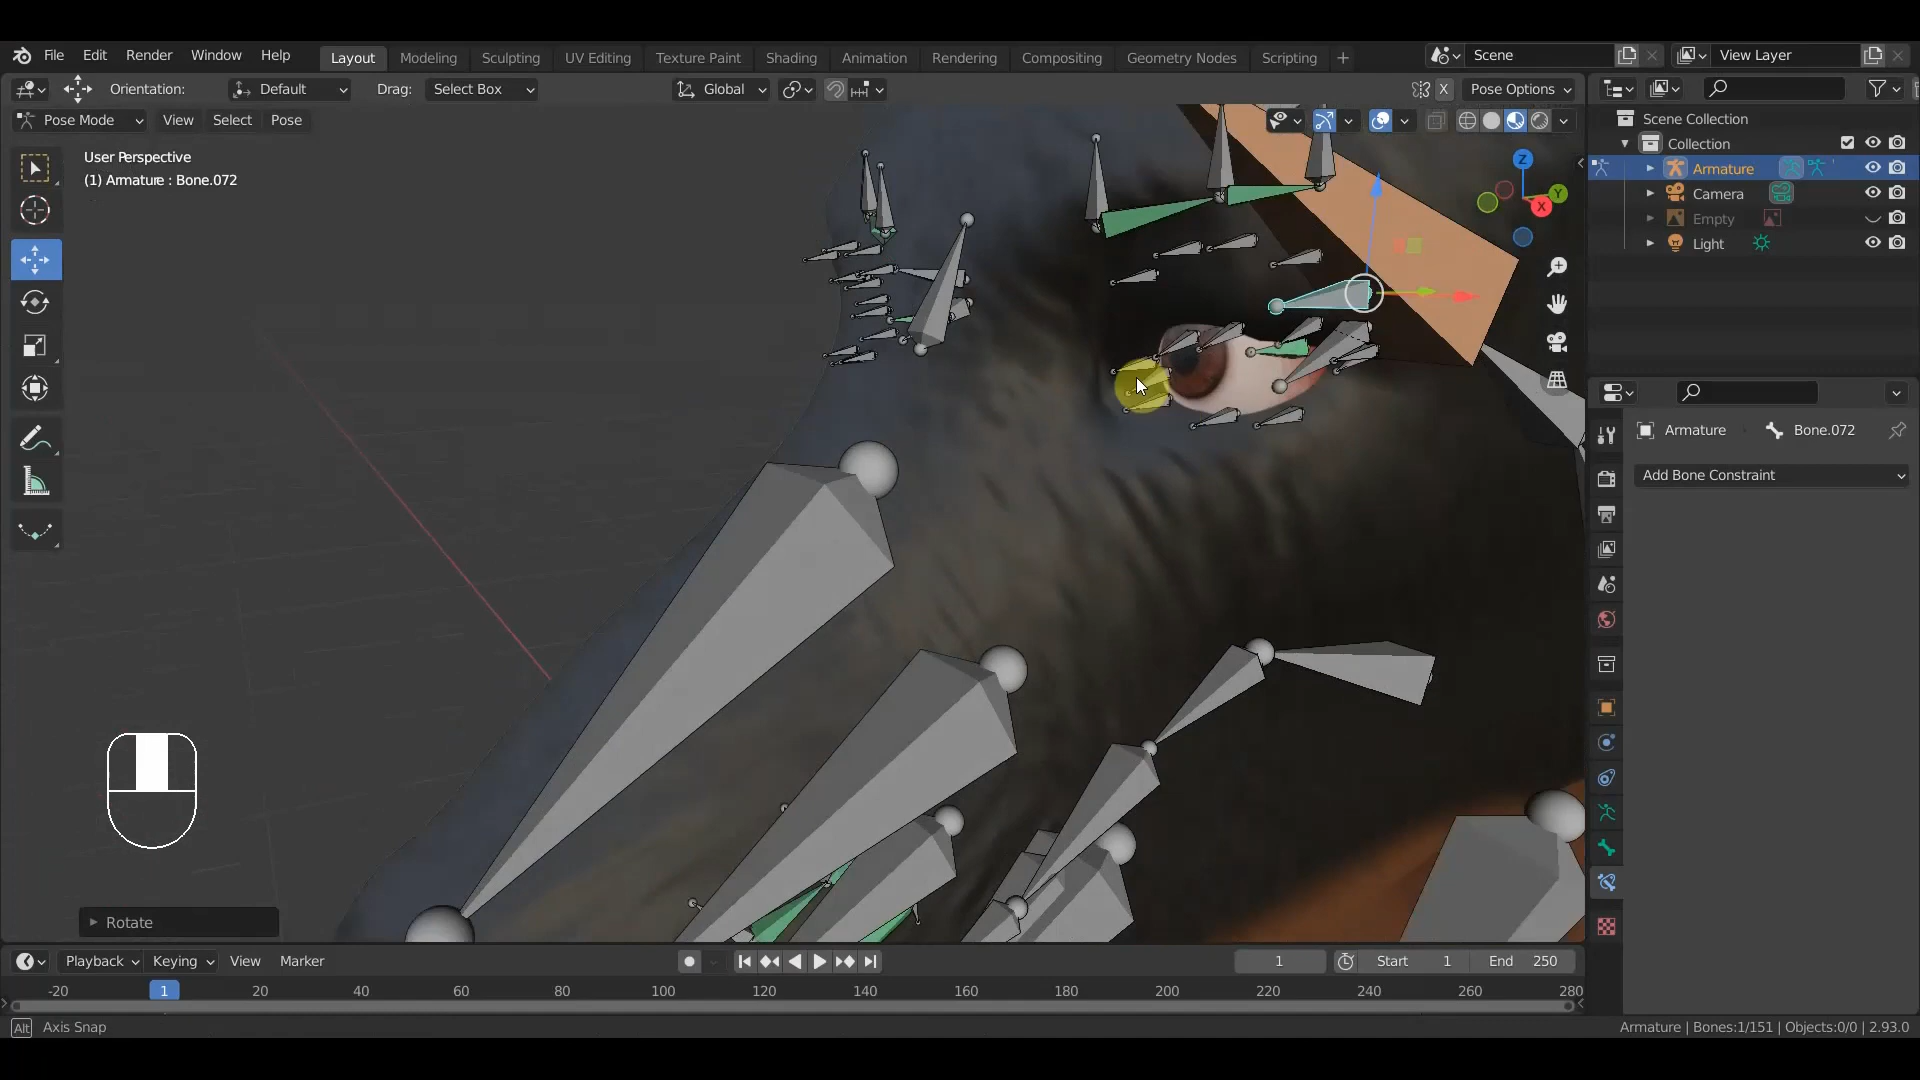 File Edit Render Window Help Layout Modeling Sculpting UV Editing Texture Paint Shading Animation Rendering Compositing Geometry Nodes Scripting + Scene View Layer
Orientation: Default Drag: Select Box Global X Pose Options
Pose Mode View Select Pose
User Perspective
(1) Armature : Bone.072
Z
Y
X
Scene Collection
Collection
Armature
Camera
Empty
Light
Armature Bone.072
Add Bone Constraint
Rotate
Playback Keying View Marker 1 Start 1 End 250
-20 1 20 40 60 80 100 120 140 160 180 200 220 240 260 280
Alt Axis Snap Armature | Bones:1/151 | Objects:0/0 | 2.93.0